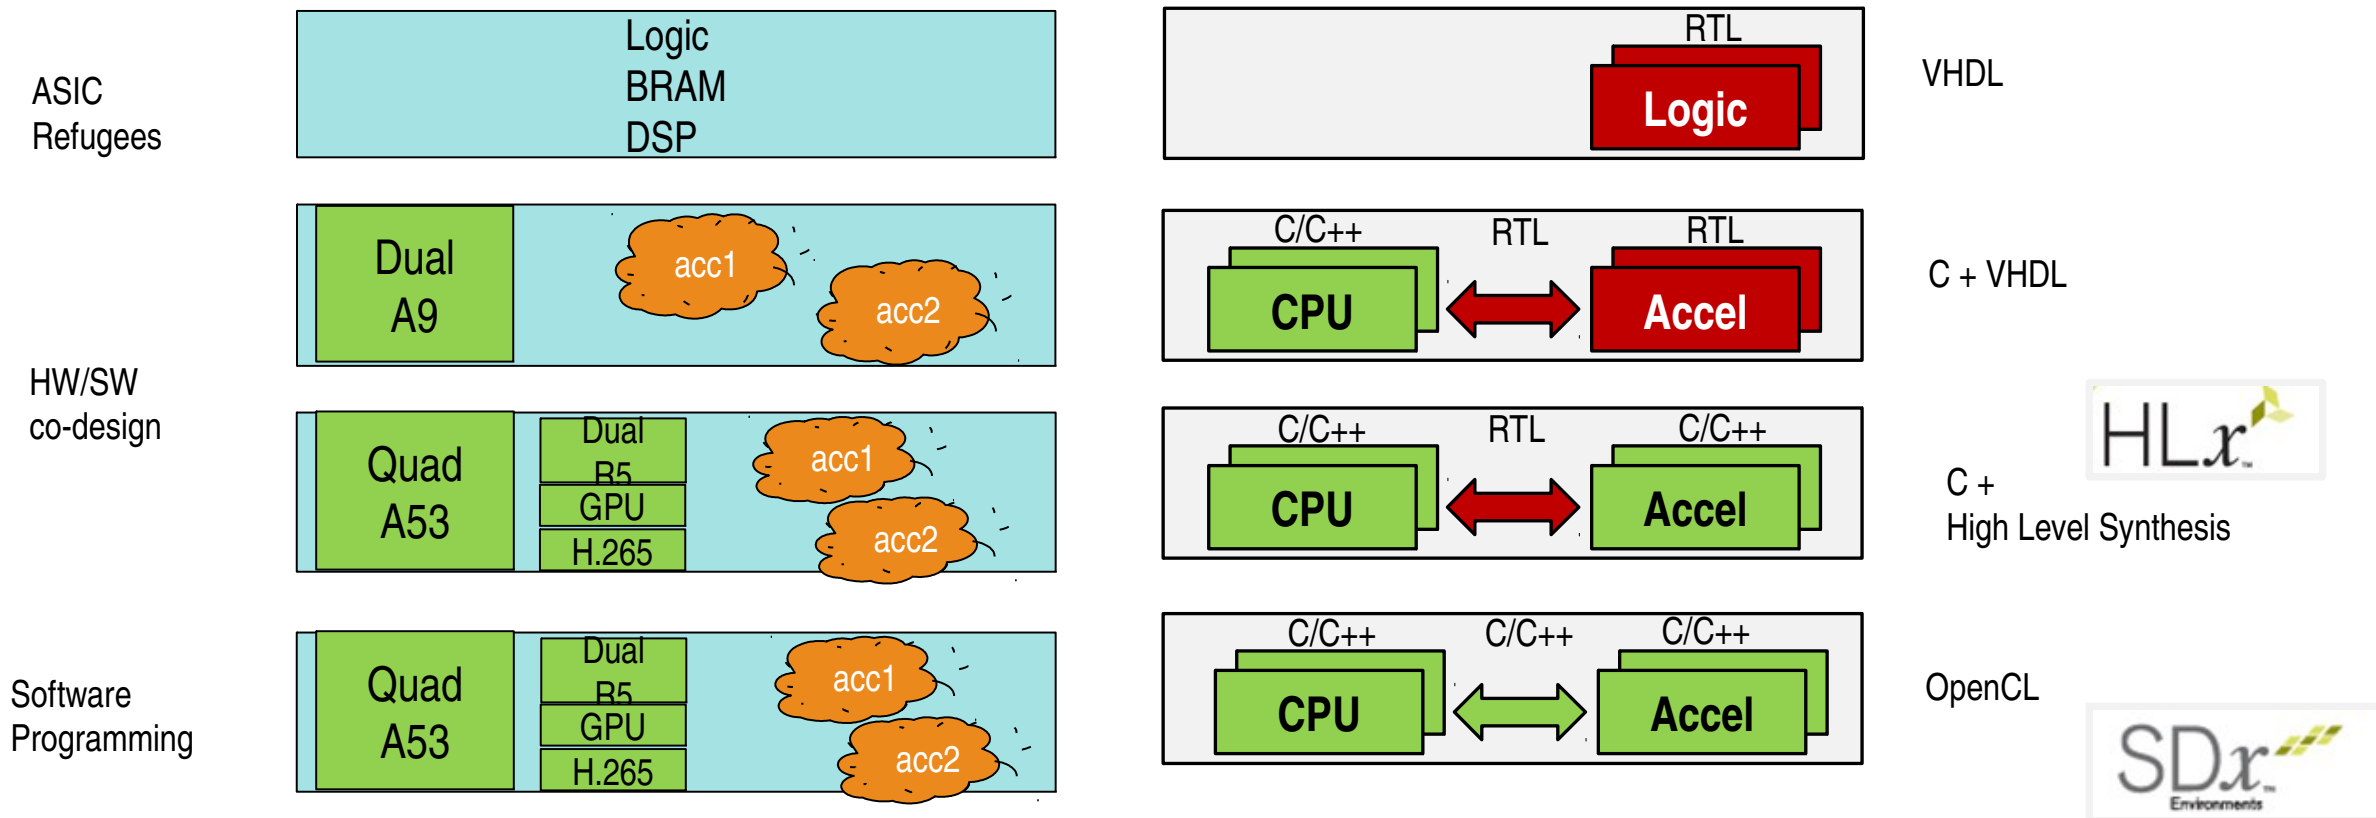 ASIC
Refugees
Logic
BRAM
DSP
RTL
Logic
VHDL
HW/SW
co-design
Dual
A9
acc1
acc2
C/C++
RTL
RTL
CPU
Accel
C + VHDL
Quad
A53
Dual
R5
GPU
H.265
acc1
acc2
C/C++
RTL
C/C++
CPU
Accel
HLx™
C +
High Level Synthesis
Software
Programming
Quad
A53
Dual
R5
GPU
H.265
acc1
acc2
C/C++
C/C++
C/C++
CPU
Accel
OpenCL
SDx™
Environments